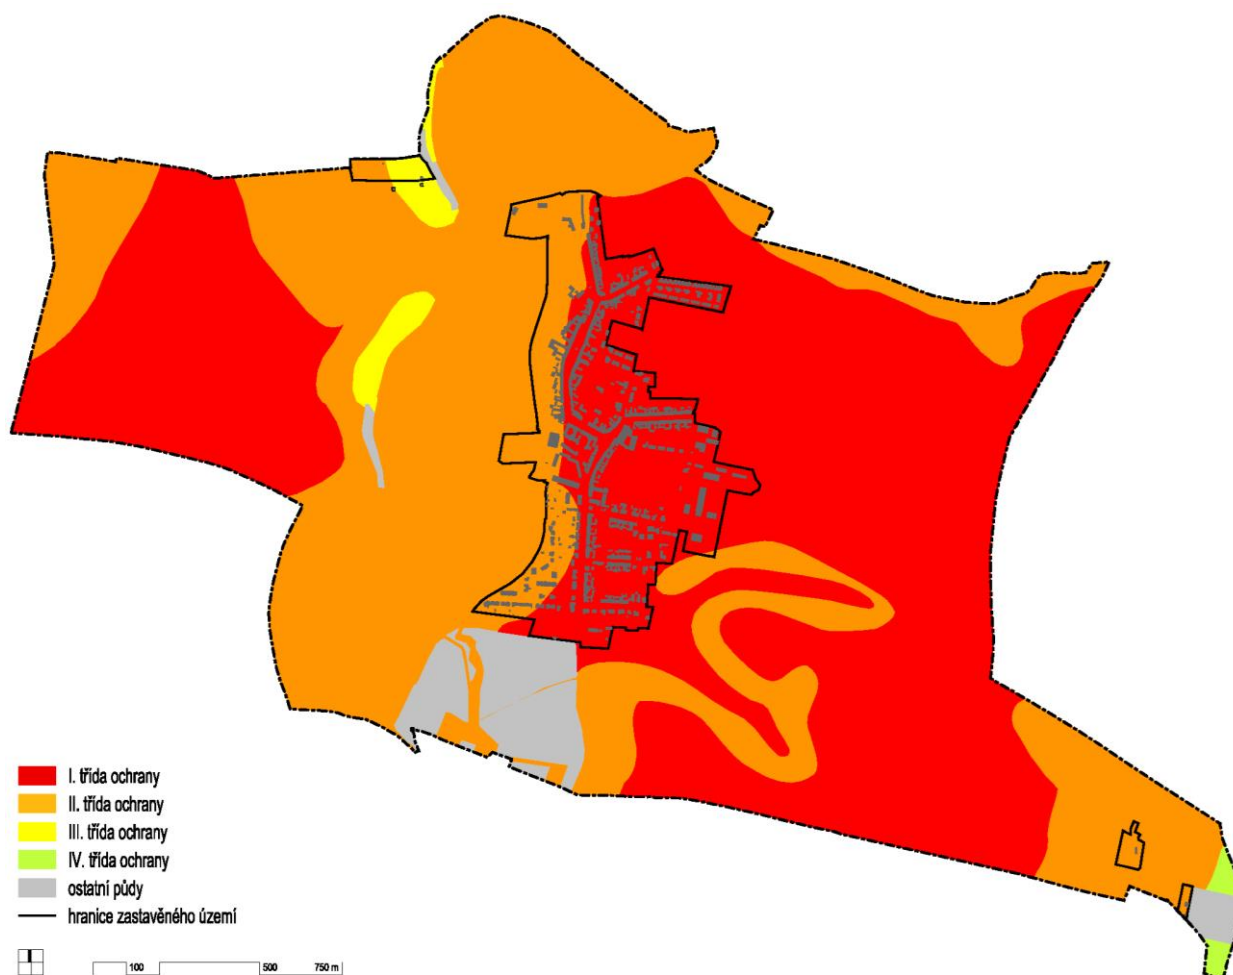 I. třída ochrany
II. třída ochrany
III. třída ochrany
IV. třída ochrany
ostatní půdy
hranice zastavěného území
100 500 750 m